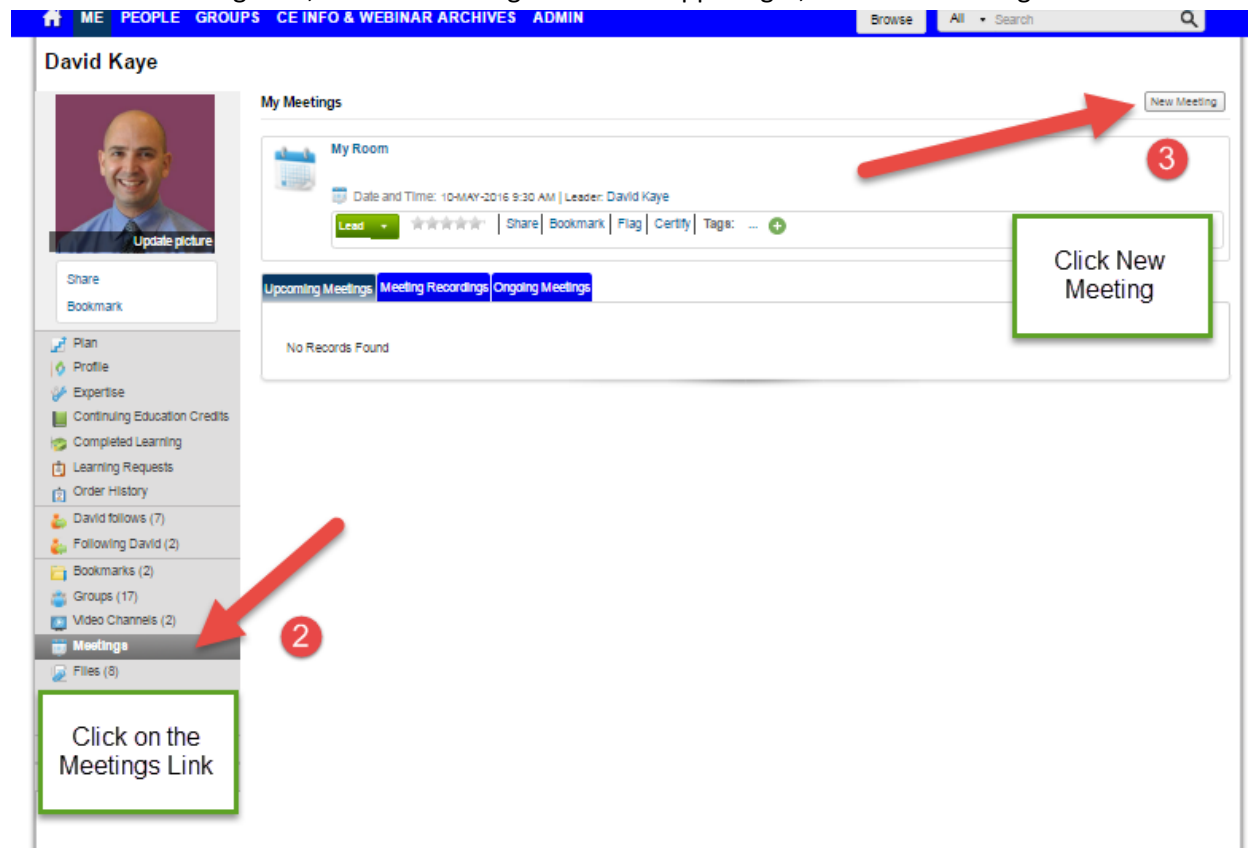 ME PEOPLE GROUPS CE INFO & WEBINAR ARCHIVES ADMIN Browse All Search
David Kaye
My Meetings New Meeting
My Room
3
Date and Time: 10-MAY-2016 9:30 AM | Leader: David Kaye
Lead Share Bookmark Flag Certify Tags: ...
Update picture
Click New
Meeting
Share
Bookmark
Upcoming Meetings Meeting Recordings Ongoing Meetings
No Records Found
Plan
Profile
Expertise
Continuing Education Credits
Completed Learning
Learning Requests
Order History
David follows (7)
Following David (2)
Bookmarks (2)
Groups (17)
Video Channels (2)
2
Meetings
Files (8)
Click on the
Meetings Link